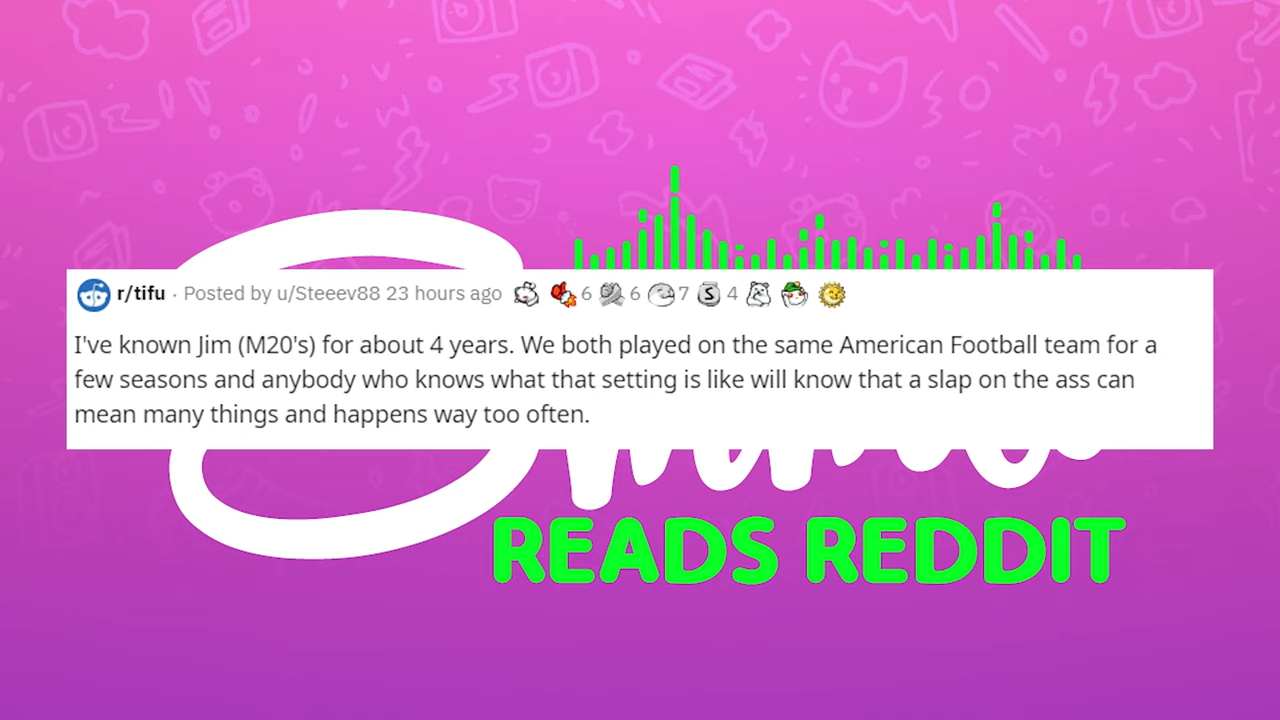 r/tifu · Posted by u/Steeev88 23 hours ago 6 6 7 S 4
I've known Jim (M20's) for about 4 years. We both played on the same American Football team for a
few seasons and anybody who knows what that setting is like will know that a slap on the ass can
mean many things and happens way too often.
READS REDDIT